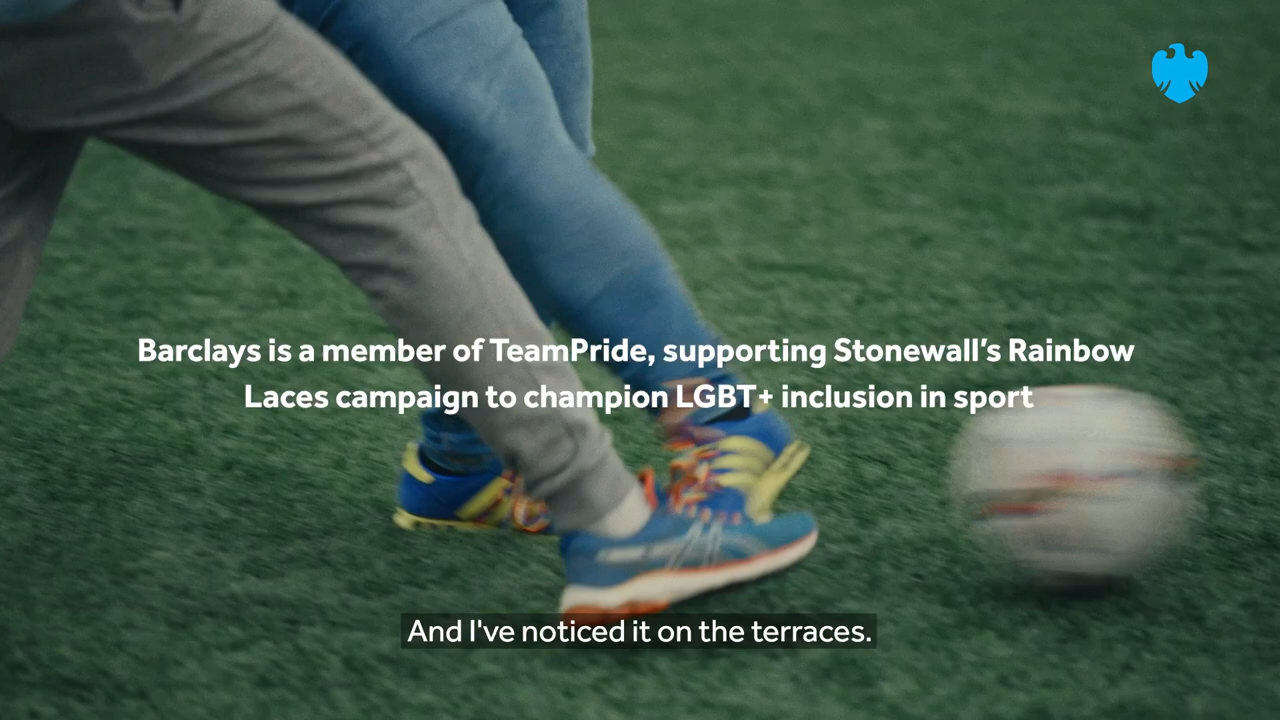 Barclays is a member of TeamPride, supporting Stonewall’s Rainbow
Laces campaign to champion LGBT+ inclusion in sport
And I've noticed it on the terraces.